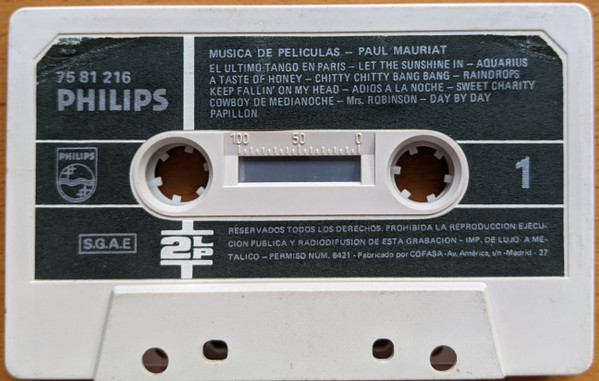 MUSICA DE PELICULAS - PAUL MAURIAT
EL ULTIMO TANGO EN PARIS - LET THE SUNSHINE IN - AQUARIUS
A TASTE OF HONEY - CHITTY CHITTY BANG BANG - RAINDROPS
KEEP FALLIN' ON MY HEAD - ADIOS A LA NOCHE - SWEET CHARITY
COWBOY DE MEDIANOCHE - Mrs. ROBINSON - DAY BY DAY
PAPILLON
75 81 216
PHILIPS
100 50 0
PHILIPS
1
S.G.A.E
2LP
RESERVADOS TODOS LOS DERECHOS. PROHIBIDA LA REPRODUCCION EJECU-
CION PUBLICA Y RADIODIFUSION DE ESTA GRABACION - IMP. DE LUJO A ME-
TALICO - PERMISO NUM. 6421 - Fabricado por COFASA - Av. América, s/n - Madrid - 27